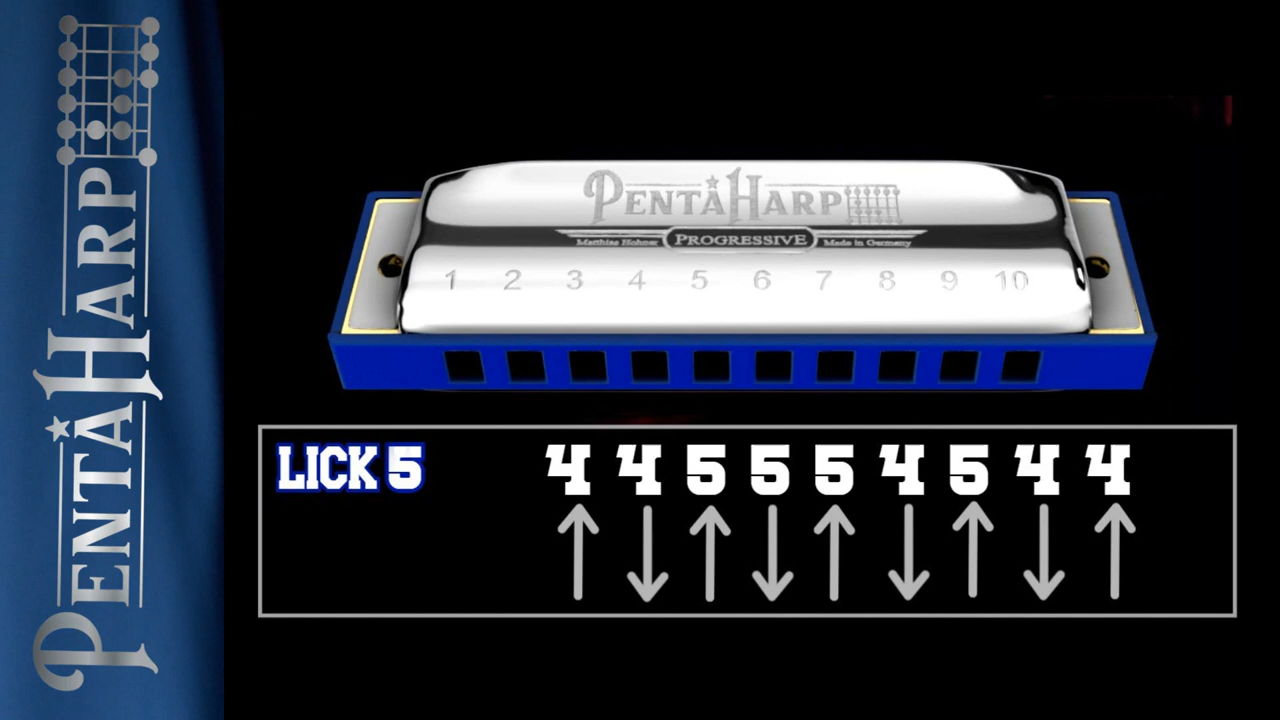 PENTAHARP
PENTAHARP
Matthias Hohner PROGRESSIVE Made in Germany
1 2 3 4 5 6 7 8 9 10
LICK 5 4 4 5 5 5 4 5 4 4
↑ ↓ ↑ ↓ ↑ ↓ ↑ ↓ ↑